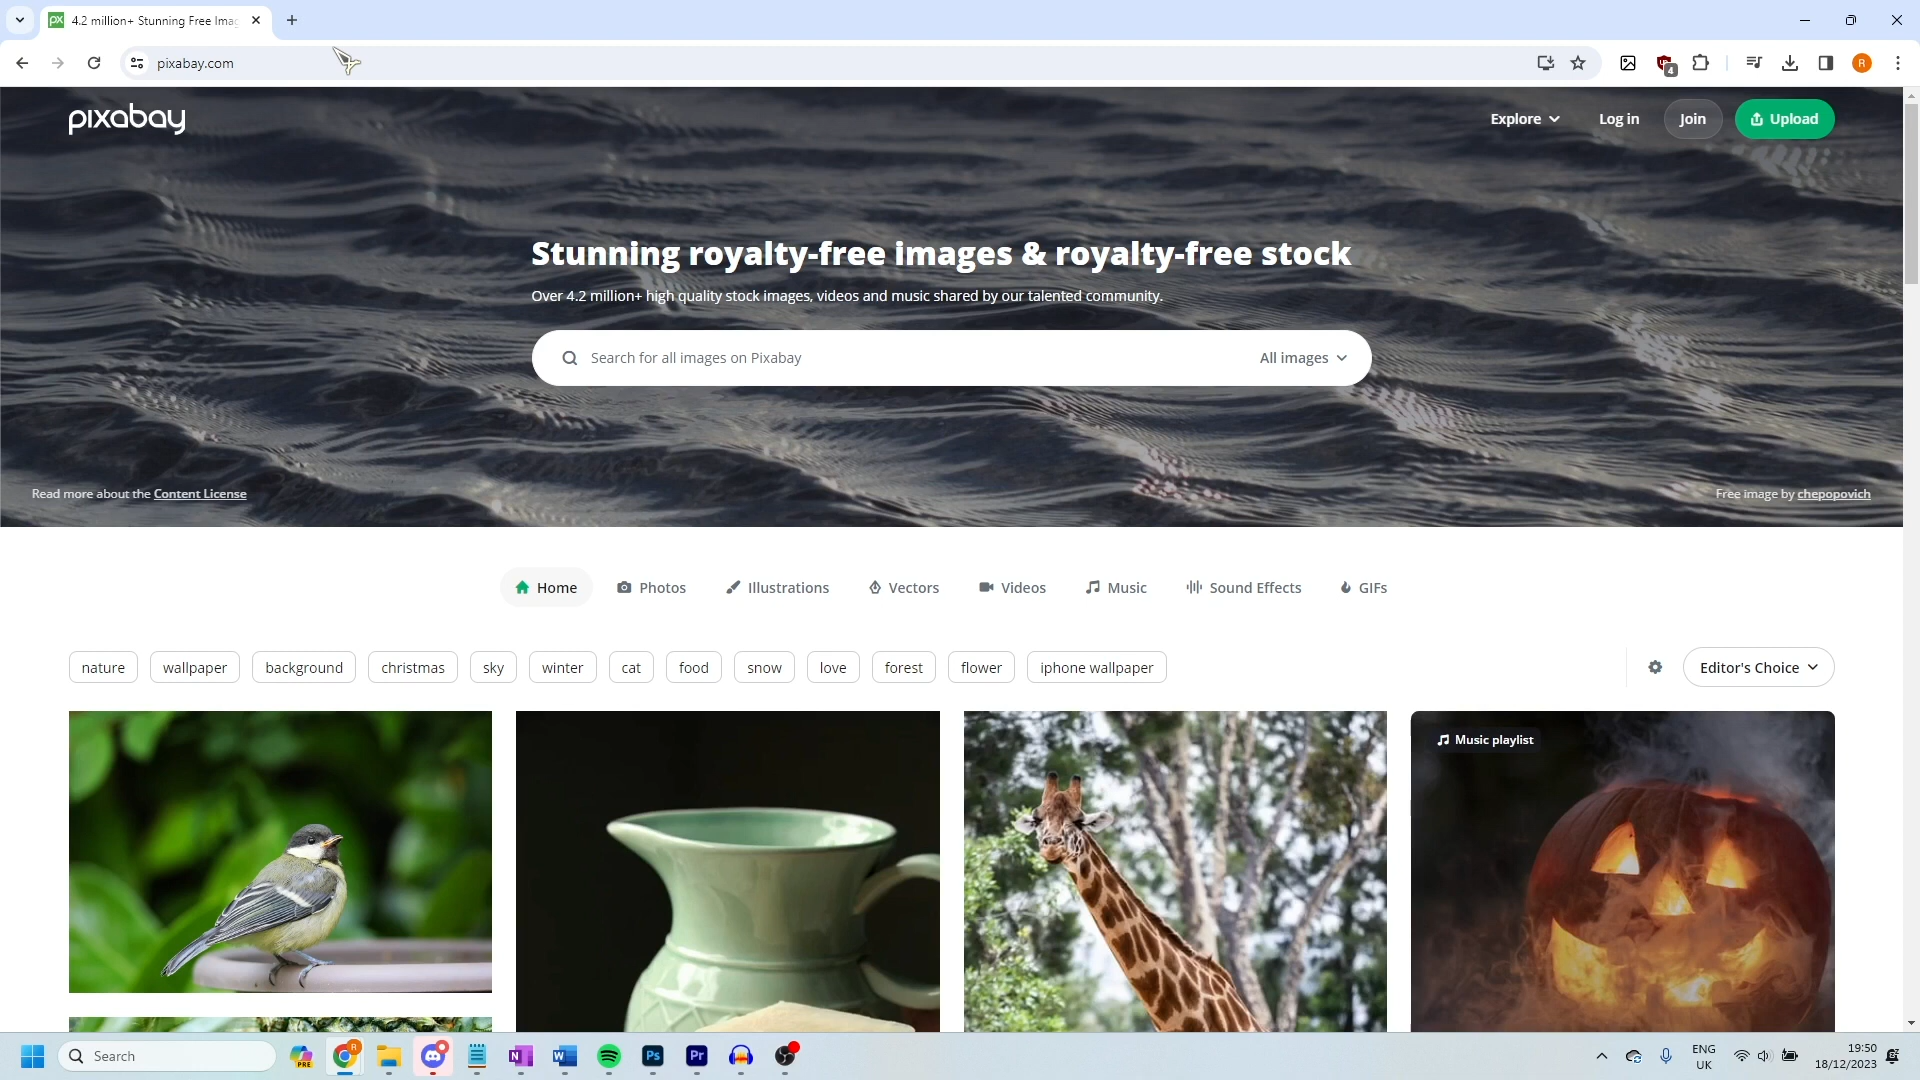 4.2 million+ Stunning Free Imag
pixabay.com
4
R
pixabay
Explore
Log in
Join
Upload
Stunning royalty-free images & royalty-free stock
Over 4.2 million+ high quality stock images, videos and music shared by our talented community.
Search for all images on Pixabay
All images
Read more about the Content License
Free image by chepopovich
Home
Photos
Illustrations
Vectors
Videos
Music
Sound Effects
GIFs
nature
wallpaper
background
christmas
sky
winter
cat
food
snow
love
forest
flower
iphone wallpaper
Editor's Choice
Music playlist
Search
PRE
R
N
W
Ps
Pr
ENG
UK
19:50
18/12/2023